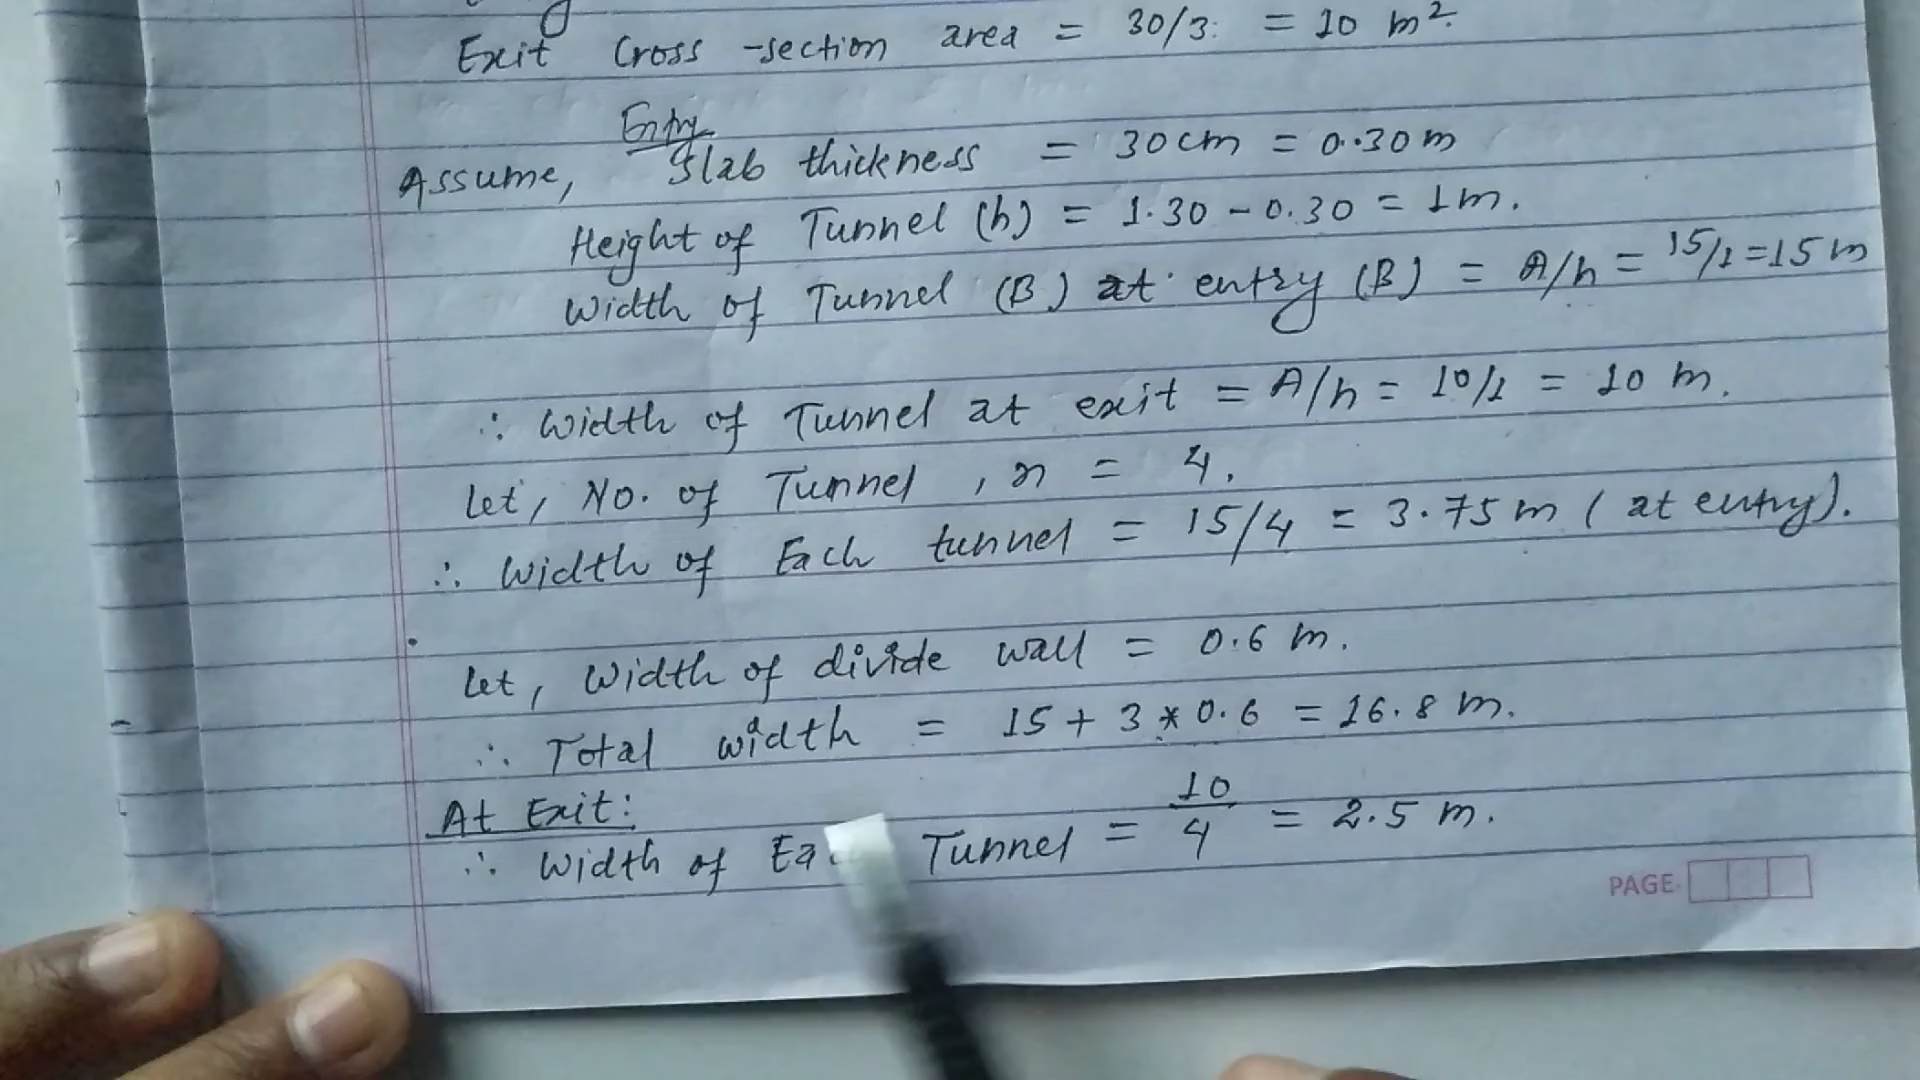 Exit Cross-section area = 30/3 = 10 m².
Entry
Assume, Slab thickness = 30cm = 0.30m
Height of Tunnel (h) = 1.30 - 0.30 = 1m.
Width of Tunnel (B) at entry (B) = A/h = 15/1 = 15m
∴ Width of Tunnel at exit = A/h = 10/1 = 10 m.
Let, No. of Tunnel, n = 4.
∴ Width of Each tunnel = 15/4 = 3.75m (at entry).
Let, Width of divide wall = 0.6 m.
∴ Total width = 15 + 3 * 0.6 = 16.8 m.
At Exit:
∴ Width of Each Tunnel = 10/4 = 2.5 m.
PAGE